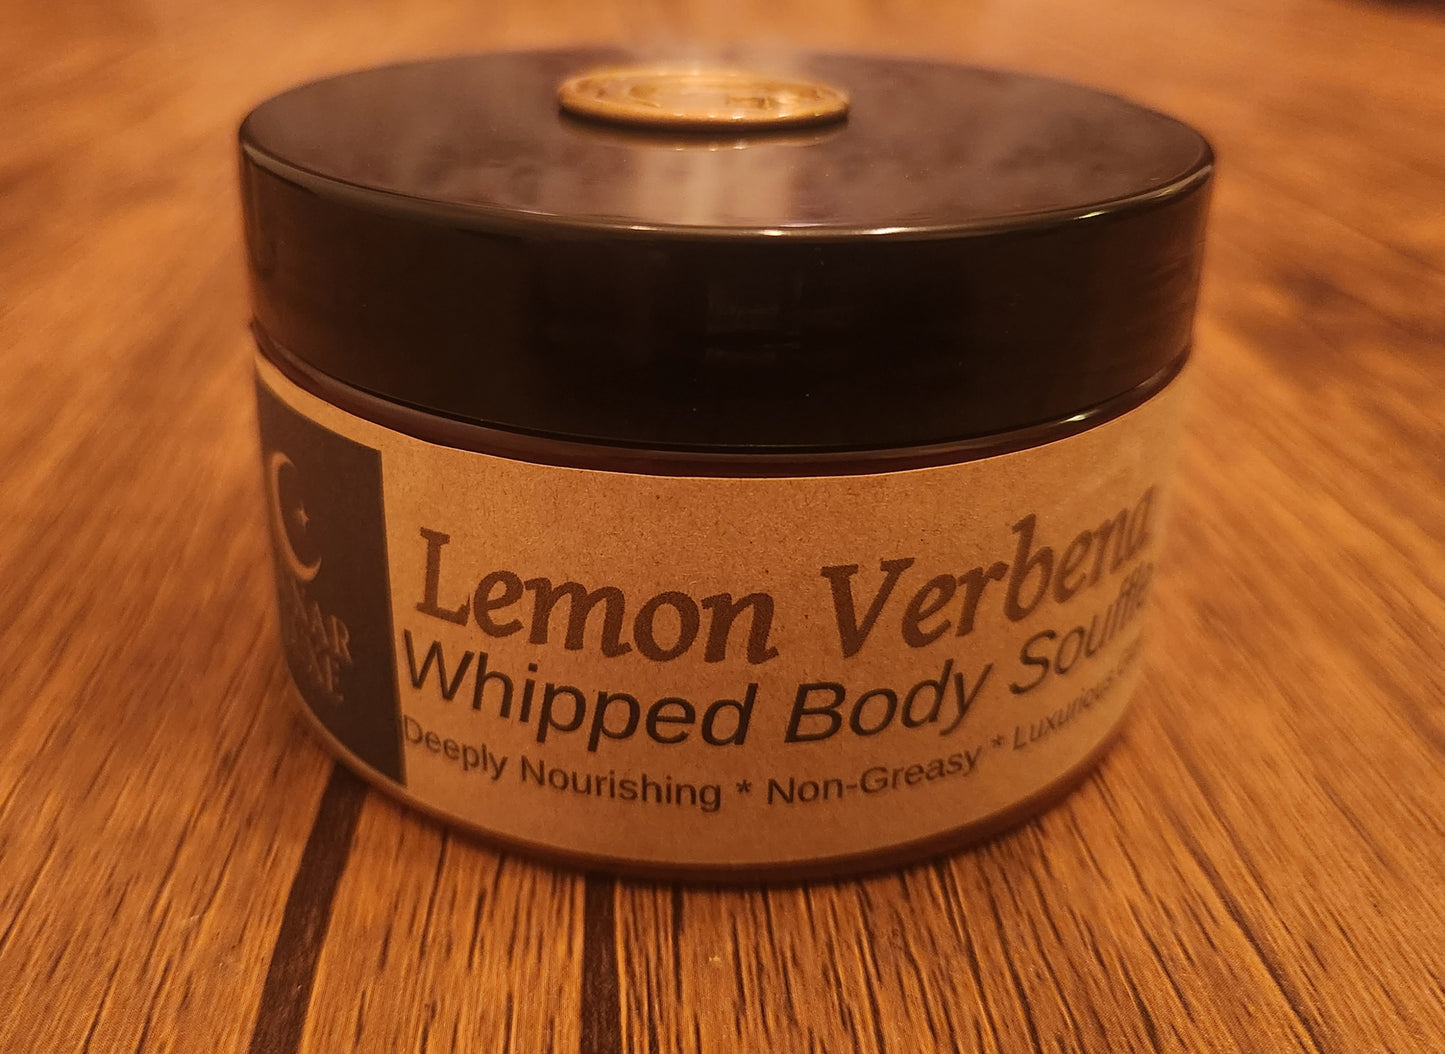 Lemon Verbena
Whipped Body Souffle
Deeply Nourishing * Non-Greasy * Luxurious